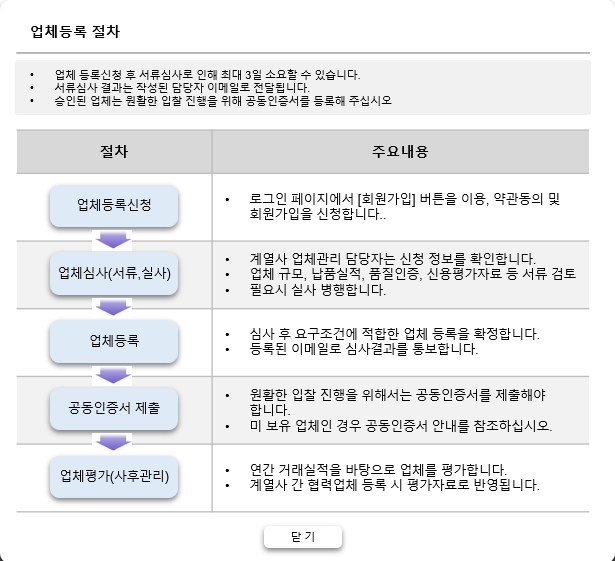 업체등록 절차
• 업체 등록신청 후 서류심사로 인해 최대 3일 소요할 수 있습니다.
• 서류심사 결과는 작성된 담당자 이메일로 전달됩니다.
• 승인된 업체는 원활한 입찰 진행을 위해 공동인증서를 등록해 주십시오
절차 주요내용
업체등록신청
• 로그인 페이지에서 [회원가입] 버튼을 이용, 약관동의 및
회원가입을 신청합니다..
업체심사(서류,실사)
• 계열사 업체관리 담당자는 신청 정보를 확인합니다.
• 업체 규모, 납품실적, 품질인증, 신용평가자료 등 서류 검토
• 필요시 실사 병행합니다.
업체등록
• 심사 후 요구조건에 적합한 업체 등록을 확정합니다.
• 등록된 이메일로 심사결과를 통보합니다.
공동인증서 제출
• 원활한 입찰 진행을 위해서는 공동인증서를 제출해야
합니다.
• 미 보유 업체인 경우 공동인증서 안내를 참조하십시오.
업체평가(사후관리)
• 연간 거래실적을 바탕으로 업체를 평가합니다.
• 계열사 간 협력업체 등록 시 평가자료로 반영됩니다.
닫 기